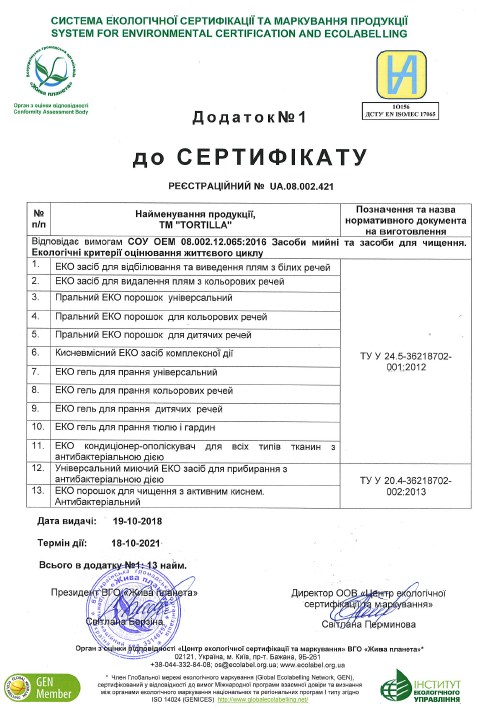 СИСТЕМА ЕКОЛОГІЧНОЇ СЕРТИФІКАЦІЇ ТА МАРКУВАННЯ ПРОДУКЦІЇ
SYSTEM FOR ENVIRONMENTAL CERTIFICATION AND ECOLABELLING
«Жива планета»
Орган з оцінки відповідності
Conformity Assessment Body
1O156
ДСТУ EN ISO/IEC 17065
Додаток№1
до СЕРТИФІКАТУ
РЕЄСТРАЦІЙНИЙ № UA.08.002.421
№
п/п
Найменування продукції,
ТМ "TORTILLA"
Позначення та назва
нормативного документа
на виготовлення
Відповідає вимогам СОУ ОЕМ 08.002.12.065:2016 Засоби мийні та засоби для чищення.
Екологічні критерії оцінювання життєвого циклу
1. ЕКО засіб для відбілювання та виведення плям з білих речей
2. ЕКО засіб для видалення плям з кольорових речей
3. Пральний ЕКО порошок універсальний
4. Пральний ЕКО порошок для кольорових речей
5. Пральний ЕКО порошок для дитячих речей
6. Кисневмісний ЕКО засіб комплексної дії
7. ЕКО гель для прання універсальний
8. ЕКО гель для прання кольорових речей
9. ЕКО гель для прання дитячих речей
10. ЕКО гель для прання тюлю і гардин
11. ЕКО кондиціонер-ополіскувач для всіх типів тканин з
антибактеріальною дією
ТУ У 24.5-36218702-
001;2012
12. Універсальний миючий ЕКО засіб для прибирання з
антибактеріальною дією
13. ЕКО порошок для чищення з активним киснем.
Антибактеріальний
ТУ У 20.4-36218702-
002:2013
Дата видачі: 19-10-2018
Термін дії: 18-10-2021
Всього в додатку №1: 13 найм.
Президент ВГО «Жива планета»
Світлана Берзіна
Директор ООВ «Центр екологічної
сертифікації та маркування»
Світлана Перминова
Орган з оцінки відповідності «Центр екологічної сертифікації та маркування» ВГО «Жива планета»*
02121, Україна, м. Київ, пр-т. Бажана, 95-261
+38-044-332-84-08; os@ecolabel.org.ua; www.ecolabel.org.ua
* Член Глобальної мережі екологічного маркування (Global Ecolabelling Network, GEN),
сертифікований у відповідності до вимог Міжнародної програми взаємної довіри та визнання
між органами екологічного маркування національних та регіональних програм І типу згідно
ISO 14024 (GENICES) http://www.globalecolabelling.net/
GEN
Member
ІНСТИТУТ
ЕКОЛОГІЧНОГО
УПРАВЛІННЯ